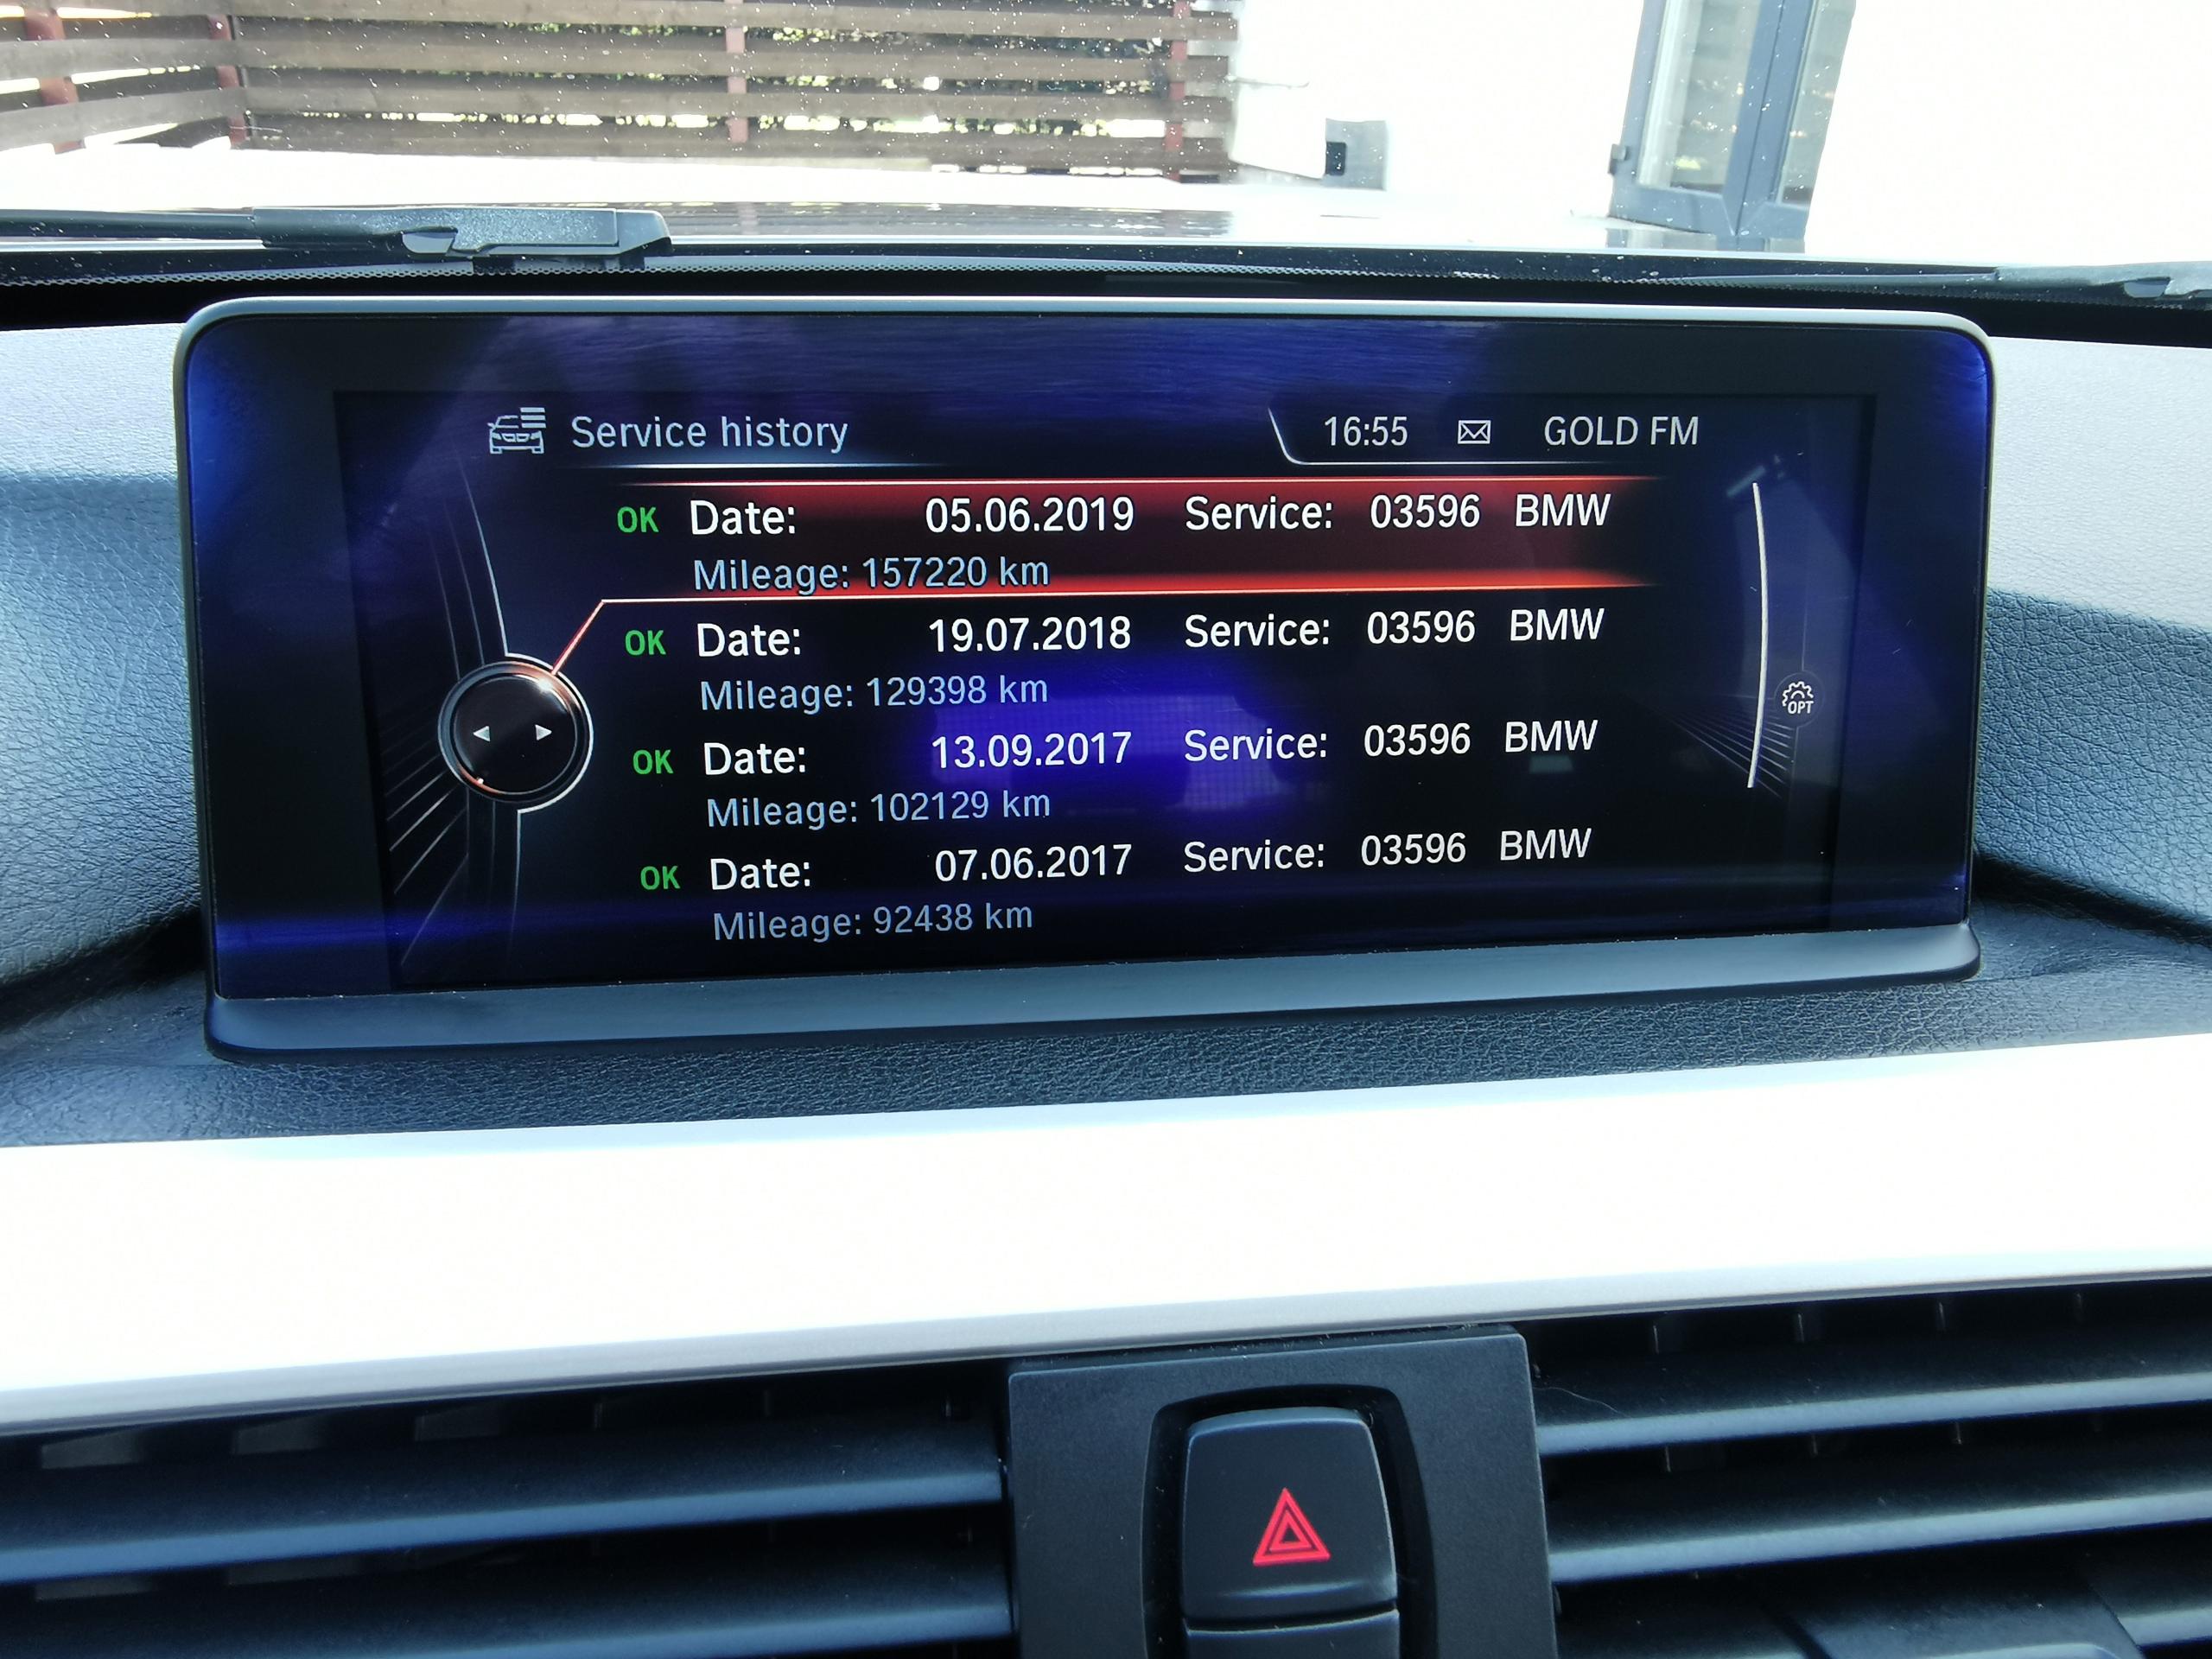 Service history 16:55 GOLD FM
OK Date: 05.06.2019 Service: 03596 BMW
Mileage: 157220 km
OK Date: 19.07.2018 Service: 03596 BMW
Mileage: 129398 km
OK Date: 13.09.2017 Service: 03596 BMW
Mileage: 102129 km
OK Date: 07.06.2017 Service: 03596 BMW
Mileage: 92438 km
OPT